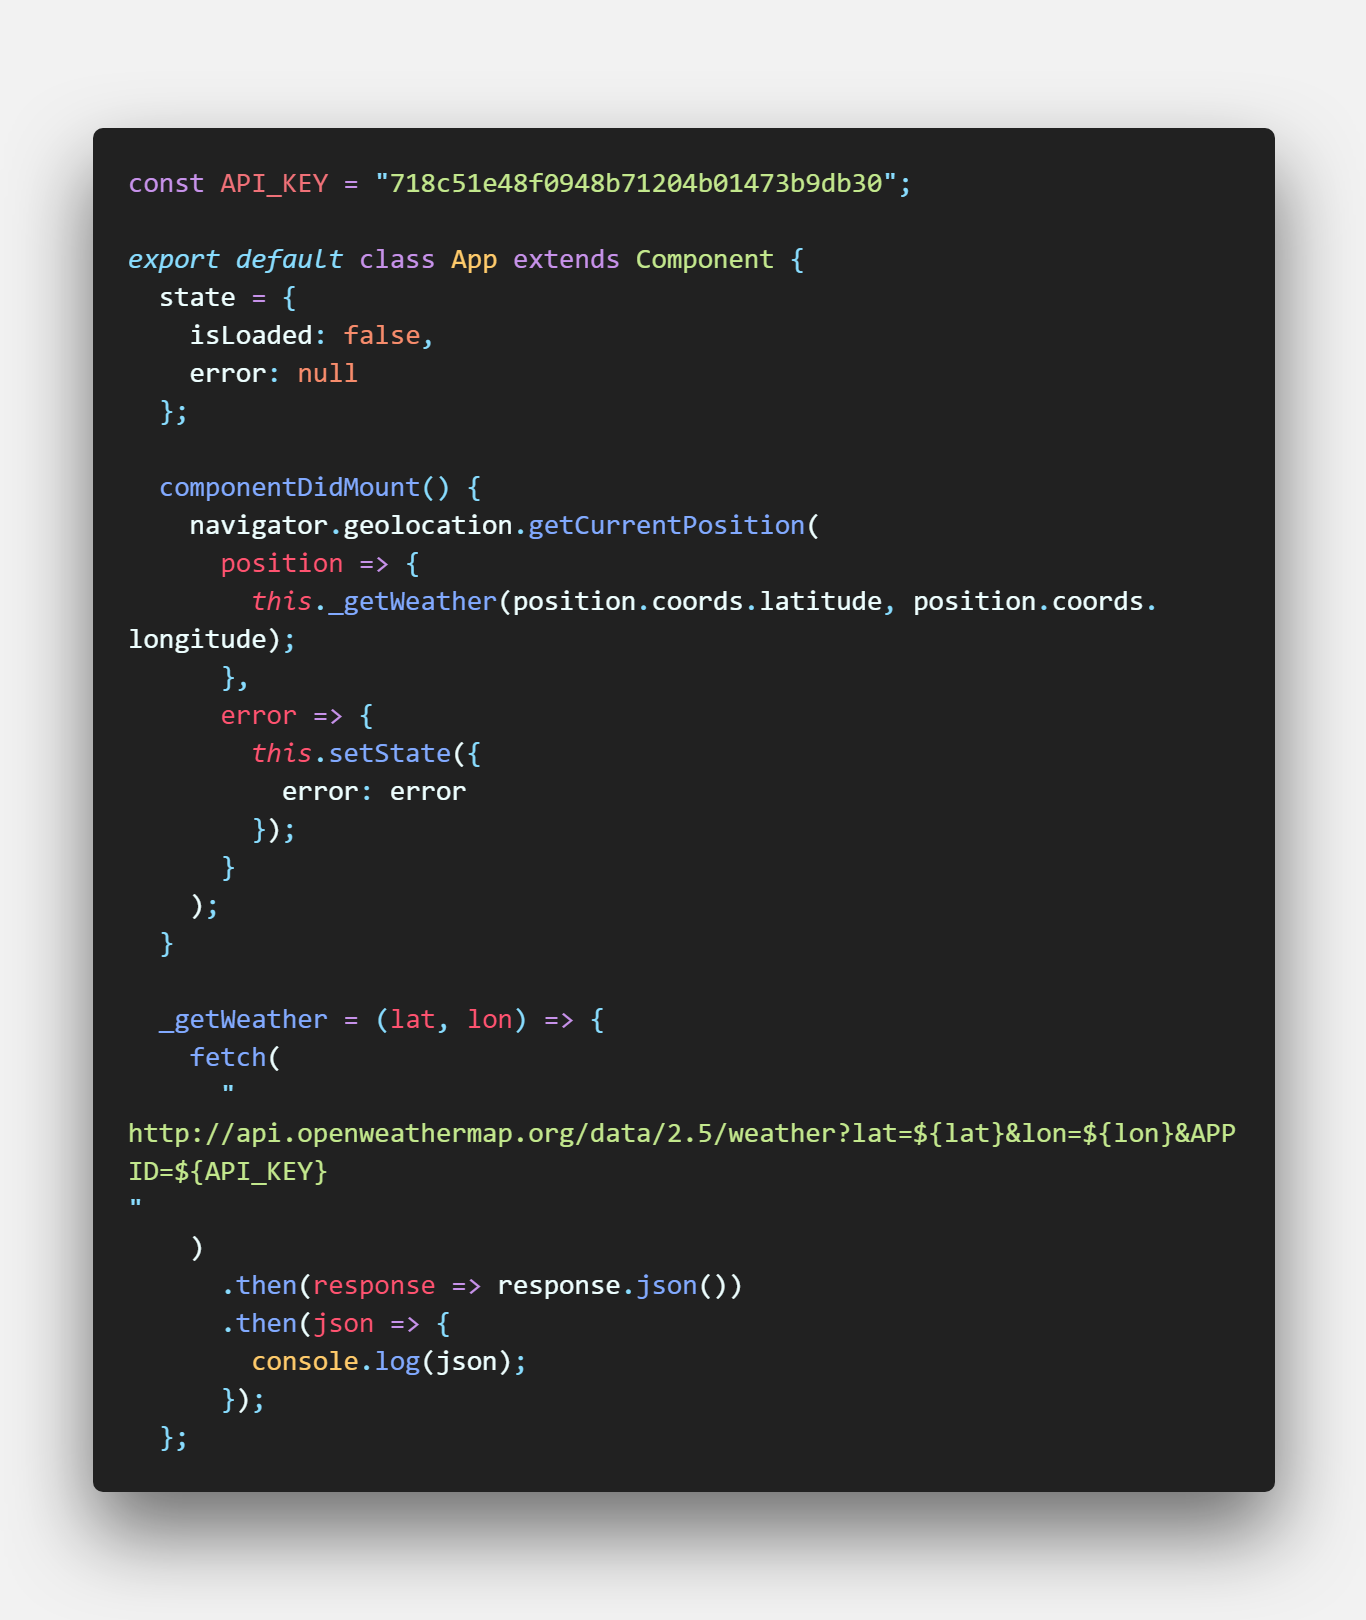 const API_KEY = "718c51e48f0948b71204b01473b9db30";
export default class App extends Component {
  state = {
    isLoaded: false,
    error: null
  };
  componentDidMount() {
    navigator.geolocation.getCurrentPosition(
      position => {
        this._getWeather(position.coords.latitude, position.coords.
longitude);
      },
      error => {
        this.setState({
          error: error
        });
      }
    );
  }
  _getWeather = (lat, lon) => {
    fetch(
      "
http://api.openweathermap.org/data/2.5/weather?lat=${lat}&lon=${lon}&APP
ID=${API_KEY}
"
    )
      .then(response => response.json())
      .then(json => {
        console.log(json);
      });
  };